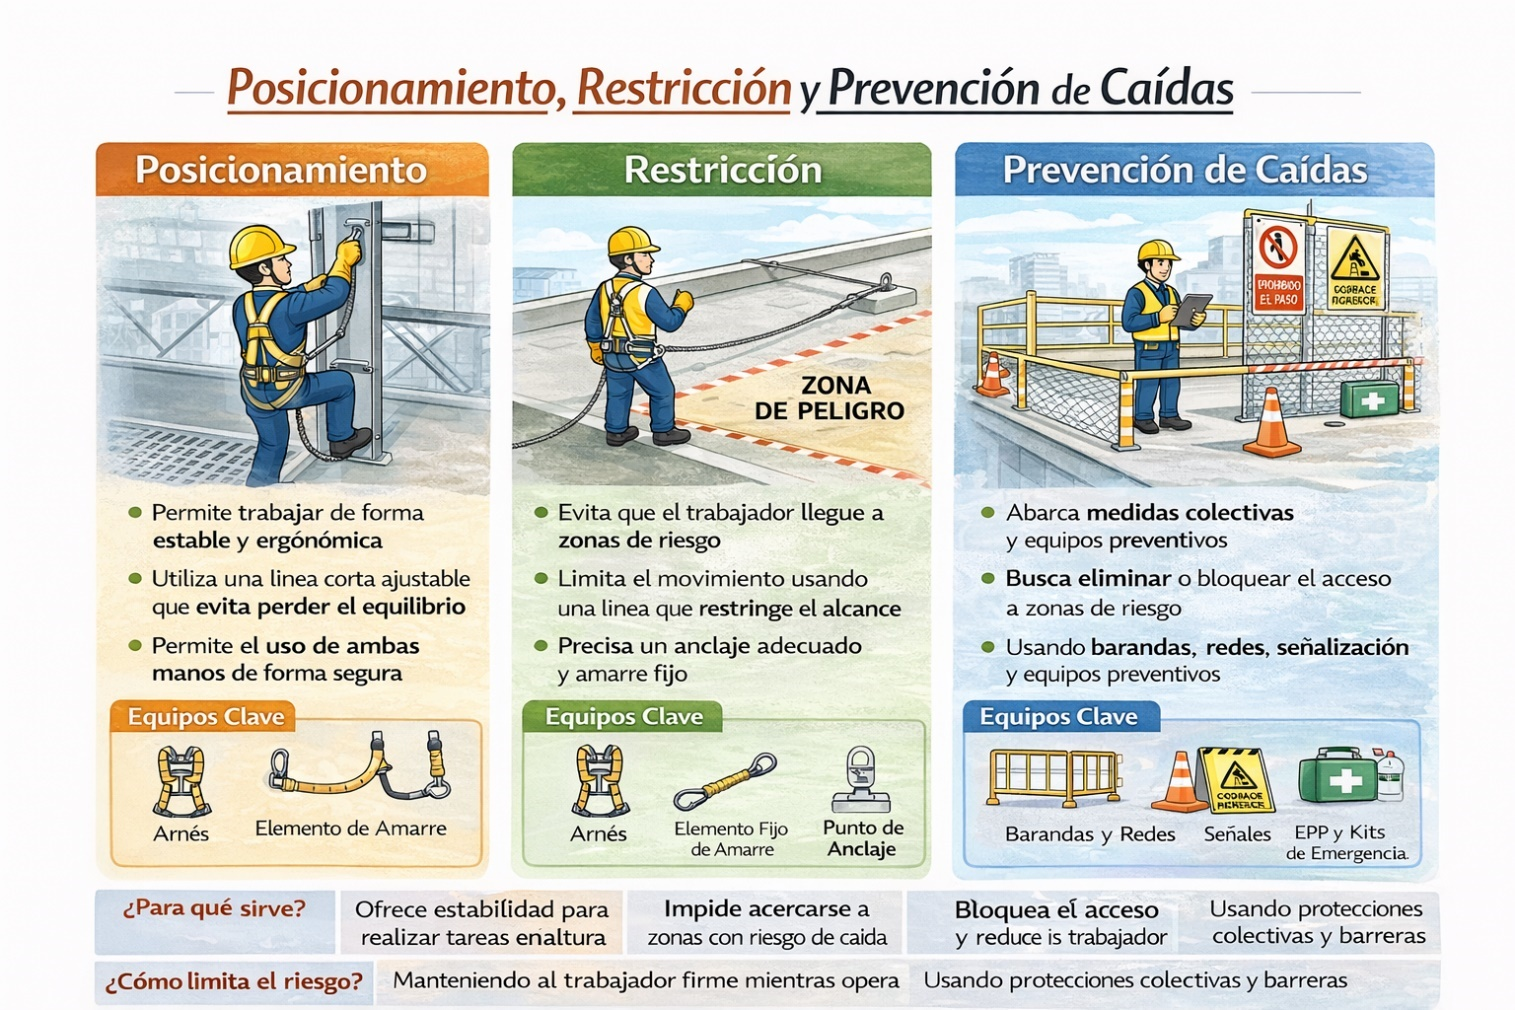 Posicionamiento, Restricción y Prevención de Caídas
Posicionamiento
Restricción
Prevención de Caídas
ZONA
DE PELIGRO
EL PASO
Permite trabajar de forma
estable y ergónómica
Utiliza una linea corta ajustable
que evita perder el equilibrio
Permite el uso de ambas
manos de forma segura
Evita que el trabajador llegue a
zonas de riesgo
Limita el movimiento usando
una linea que restringe el alcance
Precisa un anclaje adecuado
y amarre fijo
Abarca medidas colectivas
y equipos preventivos
Busca eliminar o bloquear el acceso
a zonas de riesgo
Usando barandas, redes, señalización
y equipos preventivos
Equipos Clave
Arnés
Elemento de Amarre
Equipos Clave
Arnés
Elemento Fijo
de Amarre
Punto de
Anclaje
Equipos Clave
Barandas y Redes
Señales
EPP y Kits
de Emergencia.
¿Para qué sirve?
Ofrece estabilidad para
realizar tareas en altura
Impide acercarse a
zonas con riesgo de caida
Bloquea el acceso
y reduce is trabajador
Usando protecciones
colectivas y barreras
¿Cómo limita el riesgo?
Manteniendo al trabajador firme mientras opera
Usando protecciones colectivas y barreras